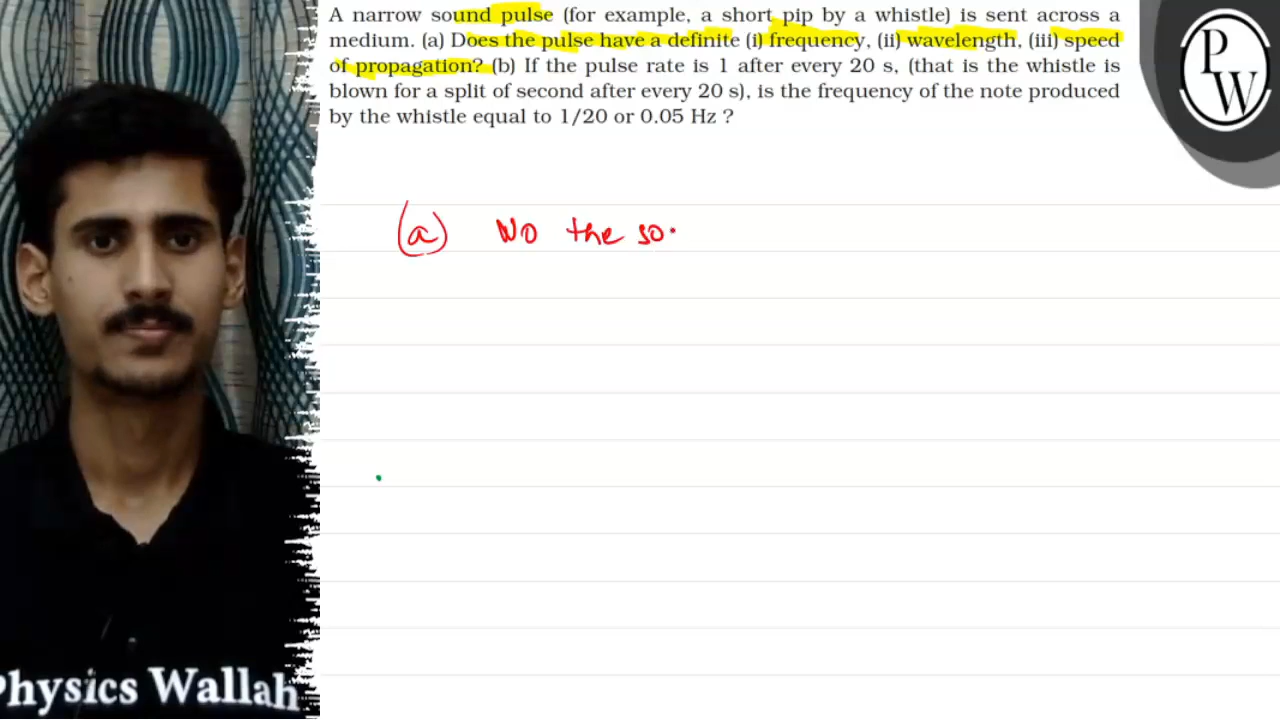 A narrow sound pulse (for example, a short pip by a whistle) is sent across a
medium. (a) Does the pulse have a definite (i) frequency, (ii) wavelength, (iii) speed
of propagation? (b) If the pulse rate is 1 after every 20 s, (that is the whistle is
blown for a split of second after every 20 s), is the frequency of the note produced
by the whistle equal to 1/20 or 0.05 Hz ?
PW
(a) No the so
Physics Wallah